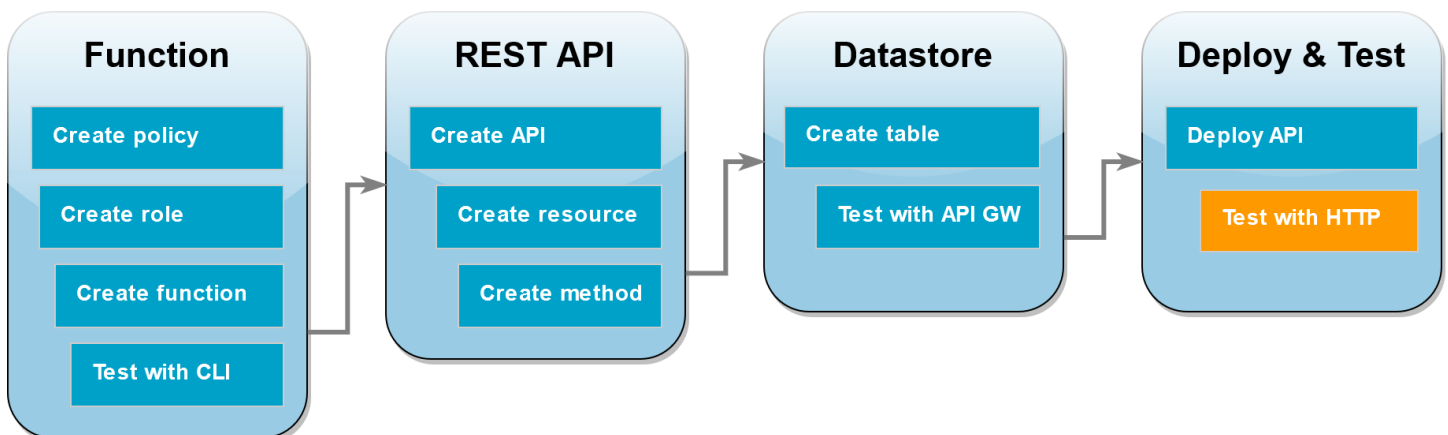 Function
Create policy
Create role
Create function
Test with CLI
REST API
Create API
Create resource
Create method
Datastore
Create table
Test with API GW
Deploy & Test
Deploy API
Test with HTTP